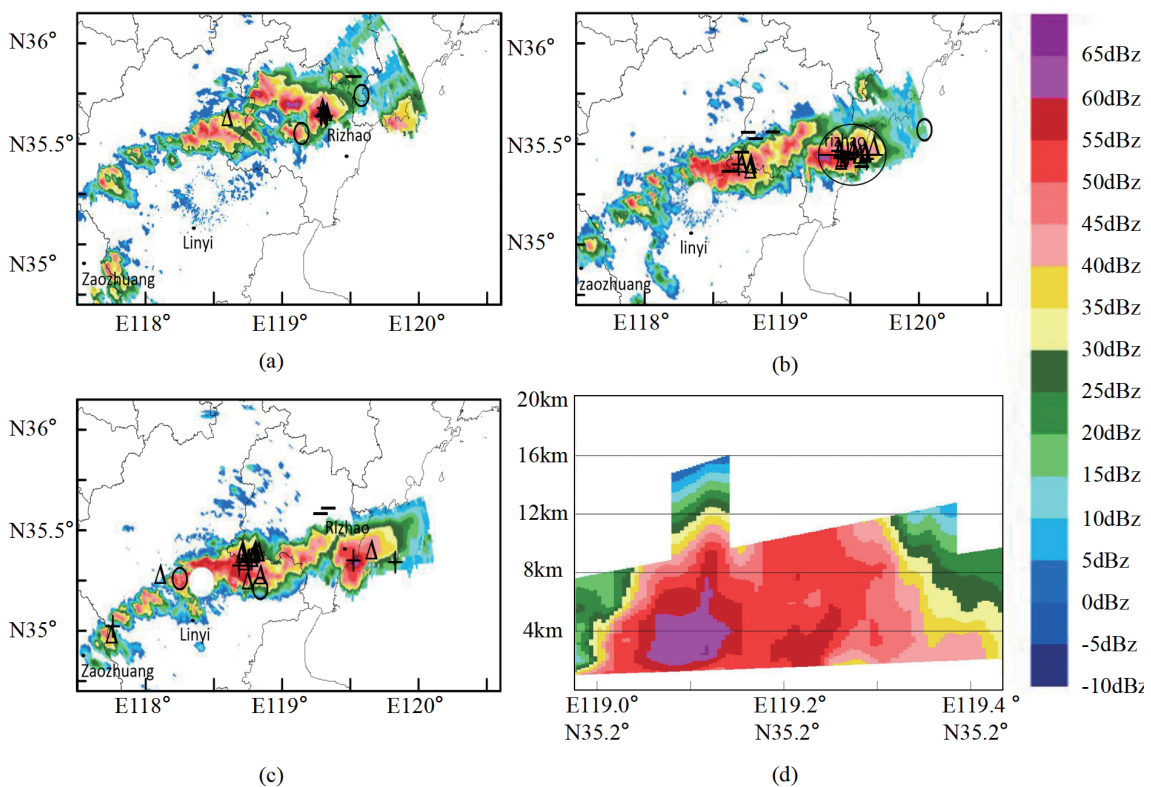 N36°
N35.5°
N35°
Rizhao
Linyi
Zaozhuang
E118°
E119°
E120°
(a)
N36°
N35.5°
N35°
rizhao
linyi
zaozhuang
E118°
E119°
E120°
(b)
65dBz
60dBz
55dBz
50dBz
45dBz
40dBz
35dBz
30dBz
25dBz
20dBz
15dBz
10dBz
5dBz
0dBz
-5dBz
-10dBz
N36°
N35.5°
N35°
Rizhao
Linyi
Zaozhuang
E118°
E119°
E120°
(c)
20km
16km
12km
8km
4km
E119.0°
N35.2°
E119.2°
N35.2°
E119.4°
N35.2°
(d)